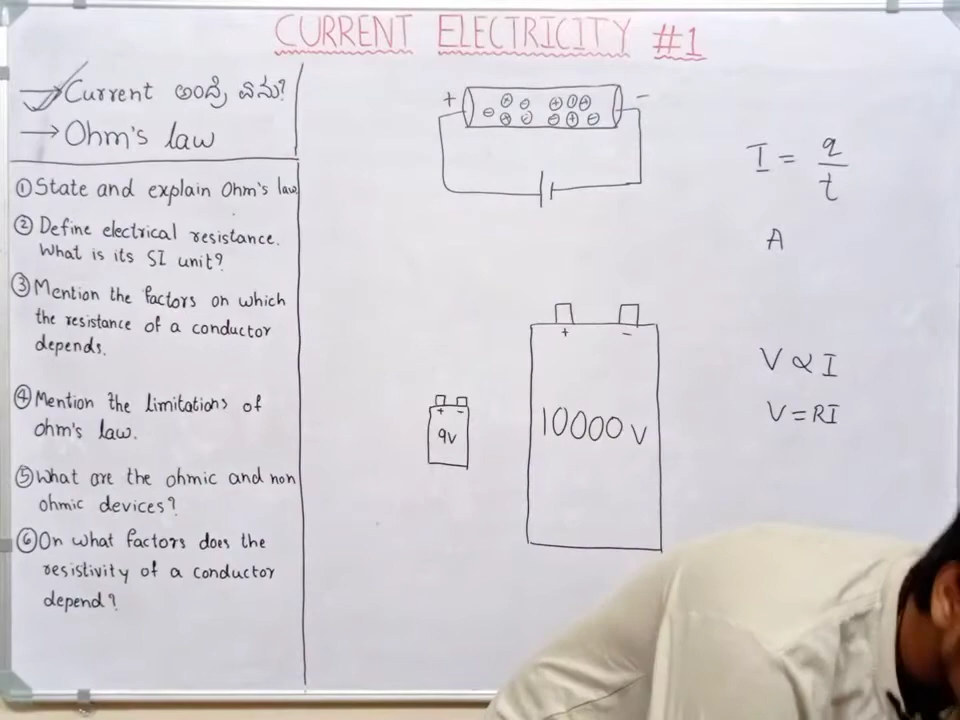 CURRENT ELECTRICITY #1
→ Current ಅಂದ್ರೆ ಏನು?
→ Ohm's law
① State and explain Ohm's law
② Define electrical resistance.
What is its SI unit?
③ Mention the factors on which
the resistance of a conductor
depends.
④ Mention the limitations of
ohm's law.
⑤ What are the ohmic and non
ohmic devices?
⑥ On what factors does the
resistivity of a conductor
depend?
+ −
I = q/t
A
+ −
10000 V
+ −
9V
V ∝ I
V = RI